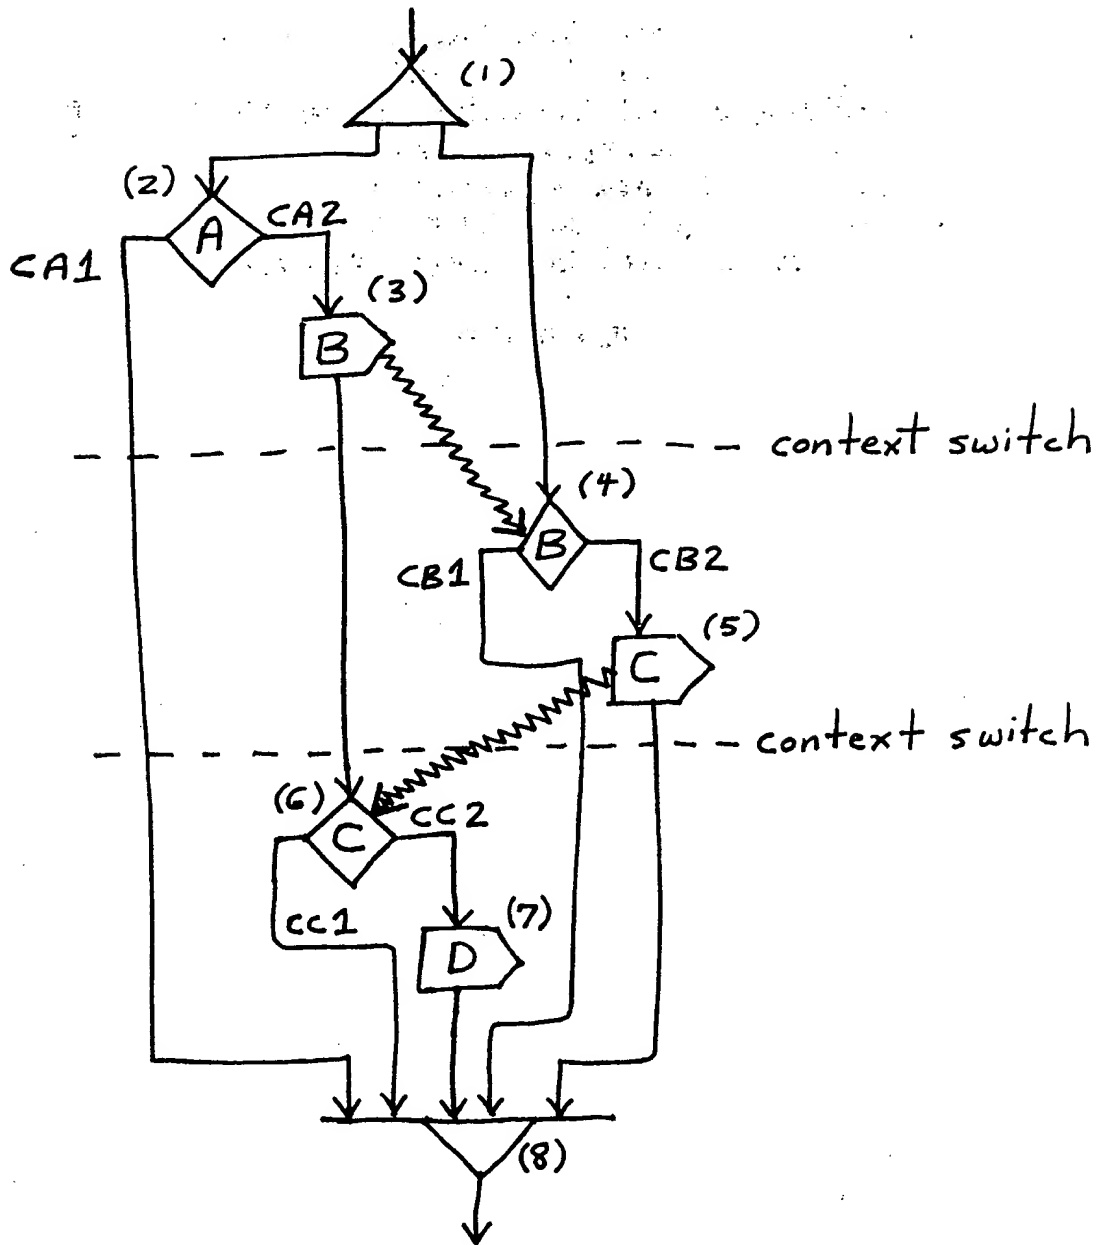 (1)
(2)
A
CA2
CA1
(3)
B
context switch
(4)
B
CB1
CB2
(5)
C
context switch
(6)
C
CC2
CC1
(7)
D
(8)